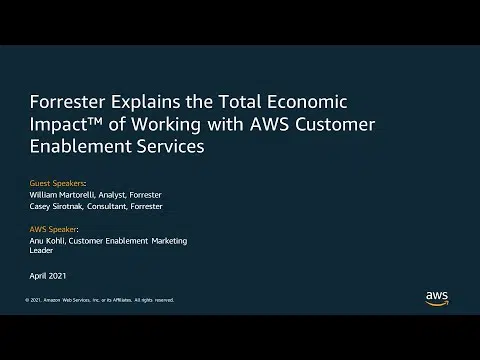 Forrester Explains the Total Economic
Impact™ of Working with AWS Customer
Enablement Services
Guest Speakers:
William Martorelli, Analyst, Forrester
Casey Sirotnak, Consultant, Forrester
AWS Speaker:
Anu Kohli, Customer Enablement Marketing
Leader
April 2021
© 2021, Amazon Web Services, Inc. or its Affiliates. All rights reserved.
aws